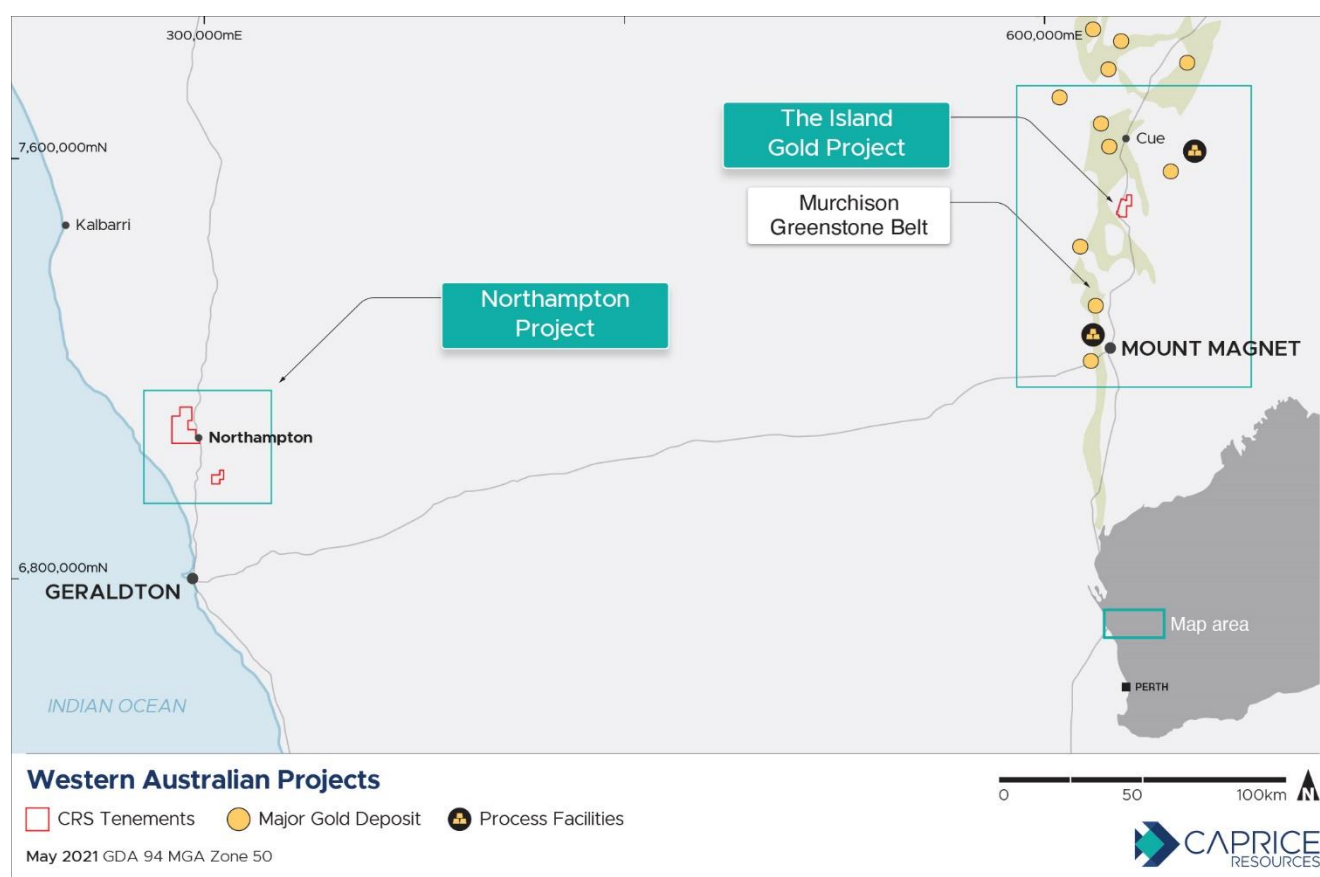 300,000mE
600,000mE
The Island
Gold Project
Cue
7,600,000mN
Murchison
Greenstone Belt
Kalbarri
Northampton
Project
MOUNT MAGNET
Northampton
6,800,000mN
GERALDTON
Map area
PERTH
INDIAN OCEAN
Western Australian Projects
0 50 100km N
CRS Tenements Major Gold Deposit Process Facilities
May 2021 GDA 94 MGA Zone 50
CAPRICE
RESOURCES